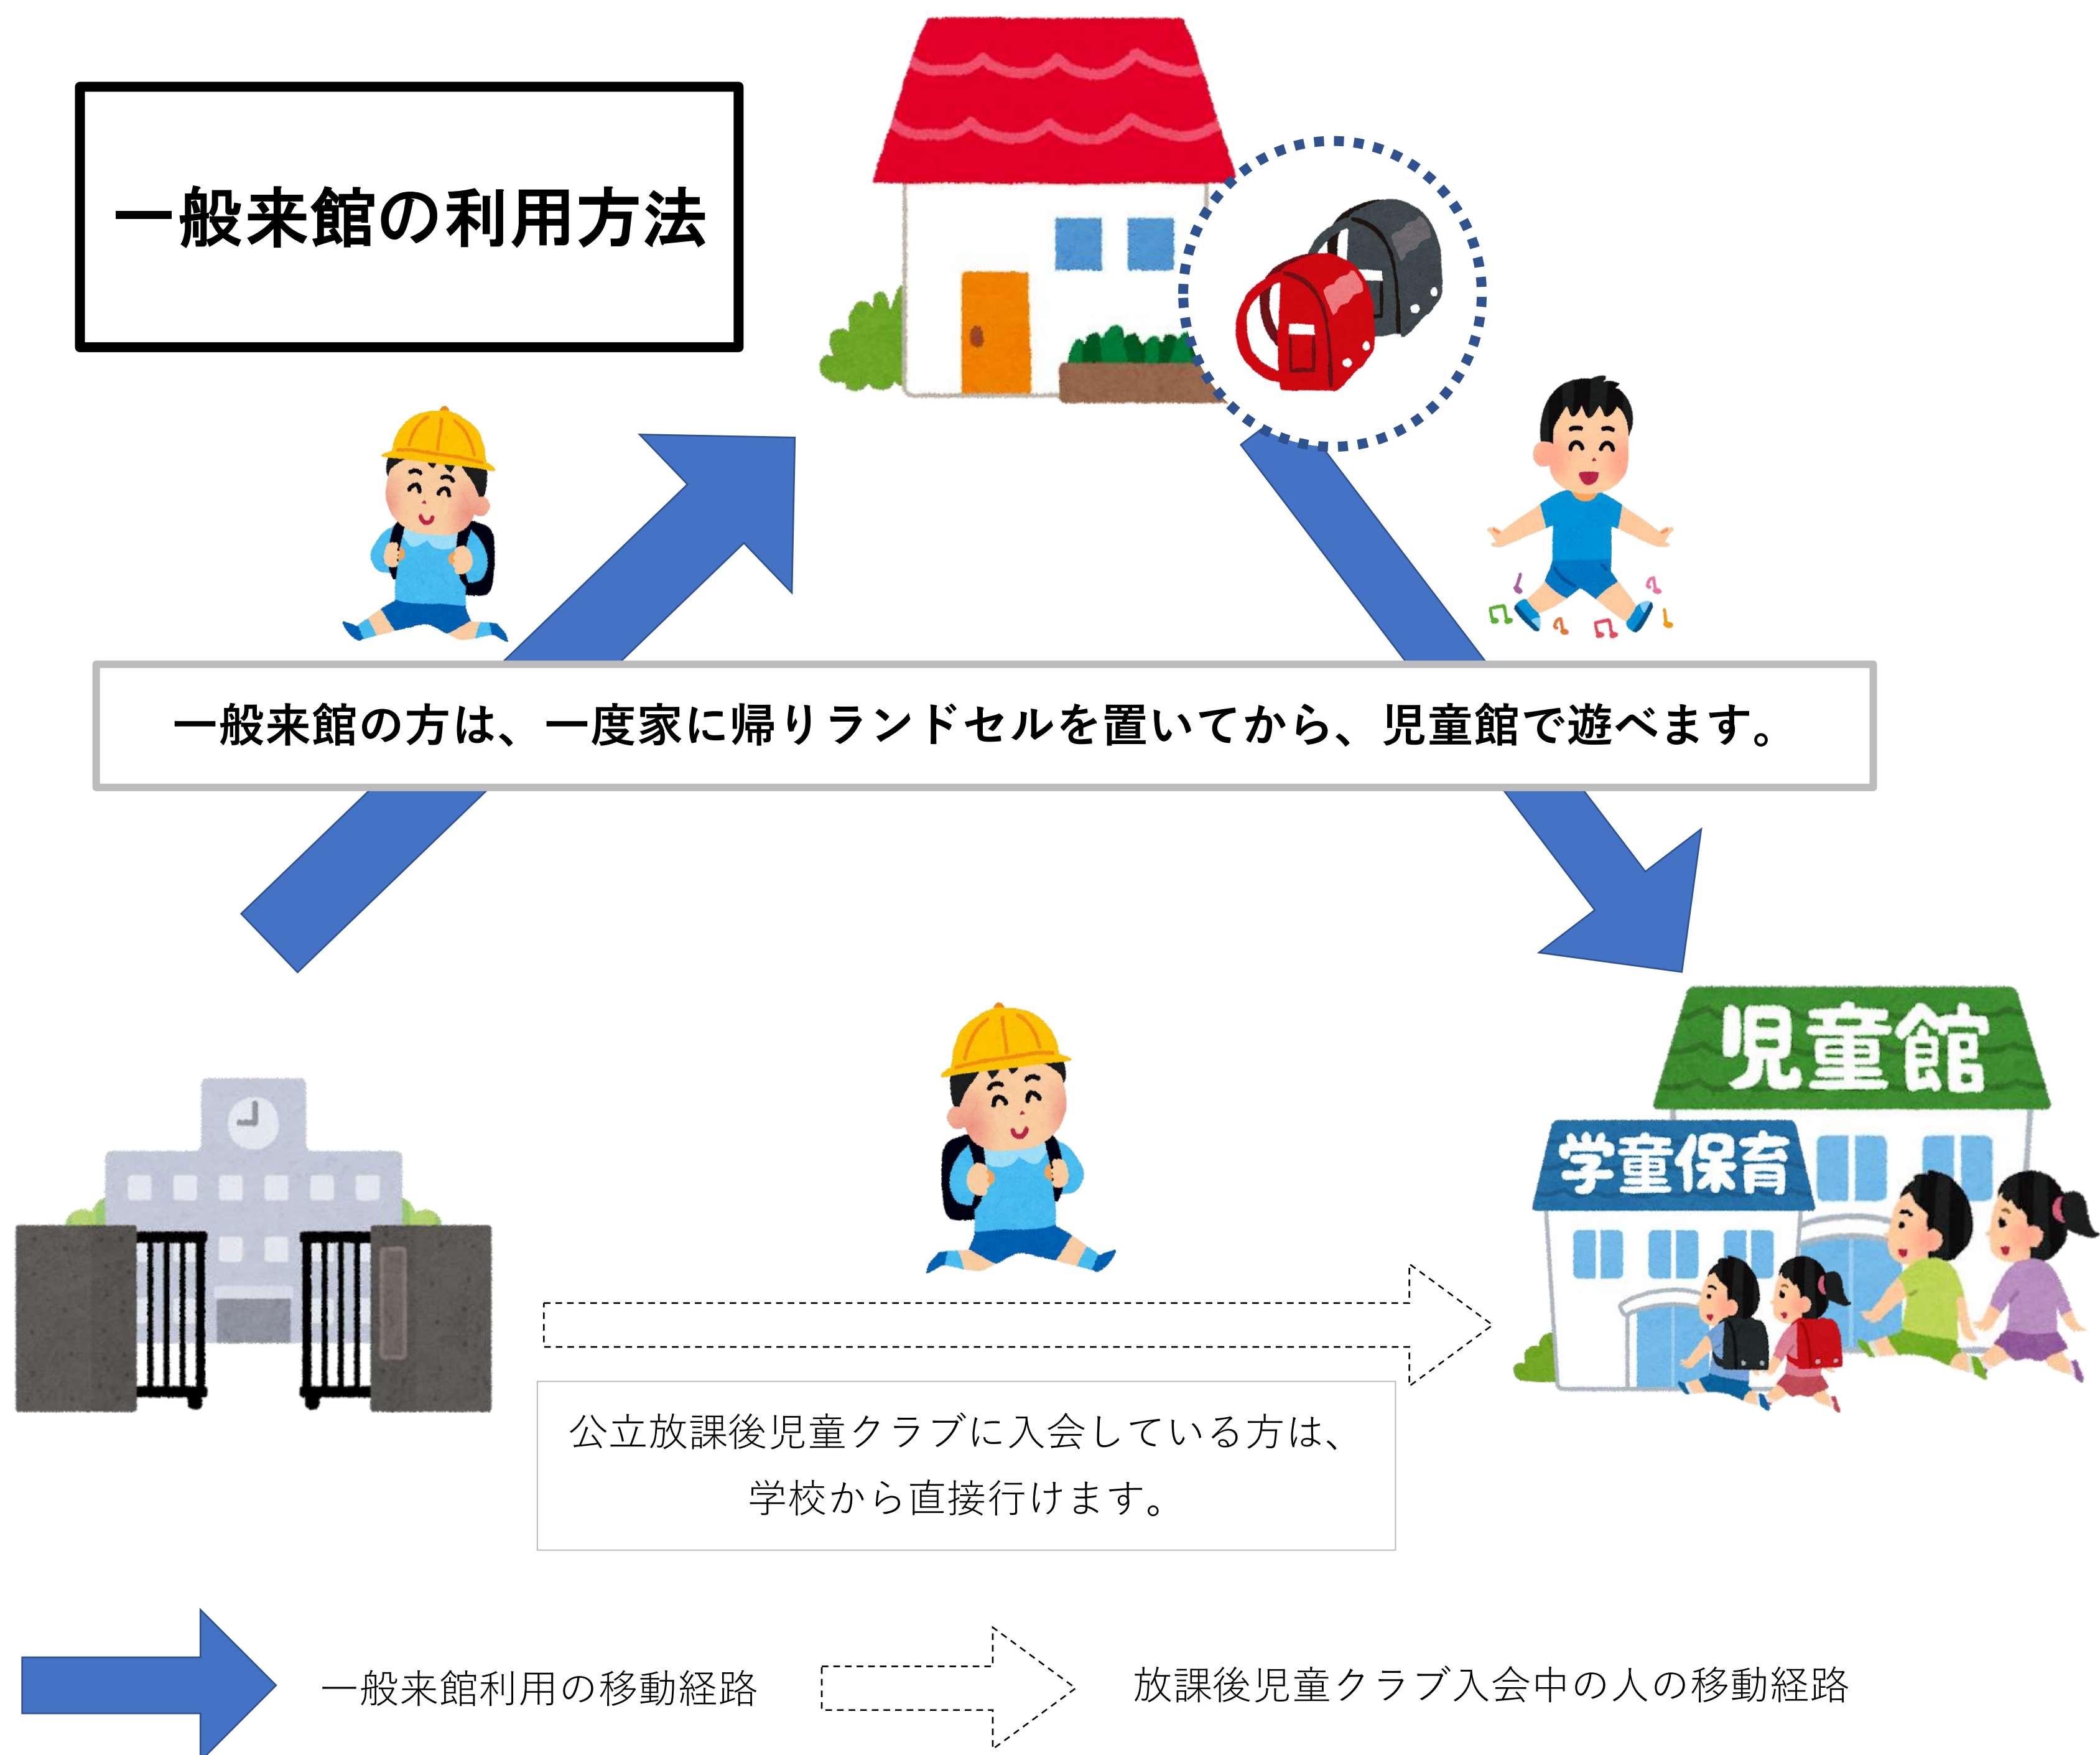 一般来館の利用方法
一般来館の方は、一度家に帰りランドセルを置いてから、児童館で遊べます。
児童館
学童保育
公立放課後児童クラブに入会している方は、
学校から直接行けます。
一般来館利用の移動経路
放課後児童クラブ入会中の人の移動経路